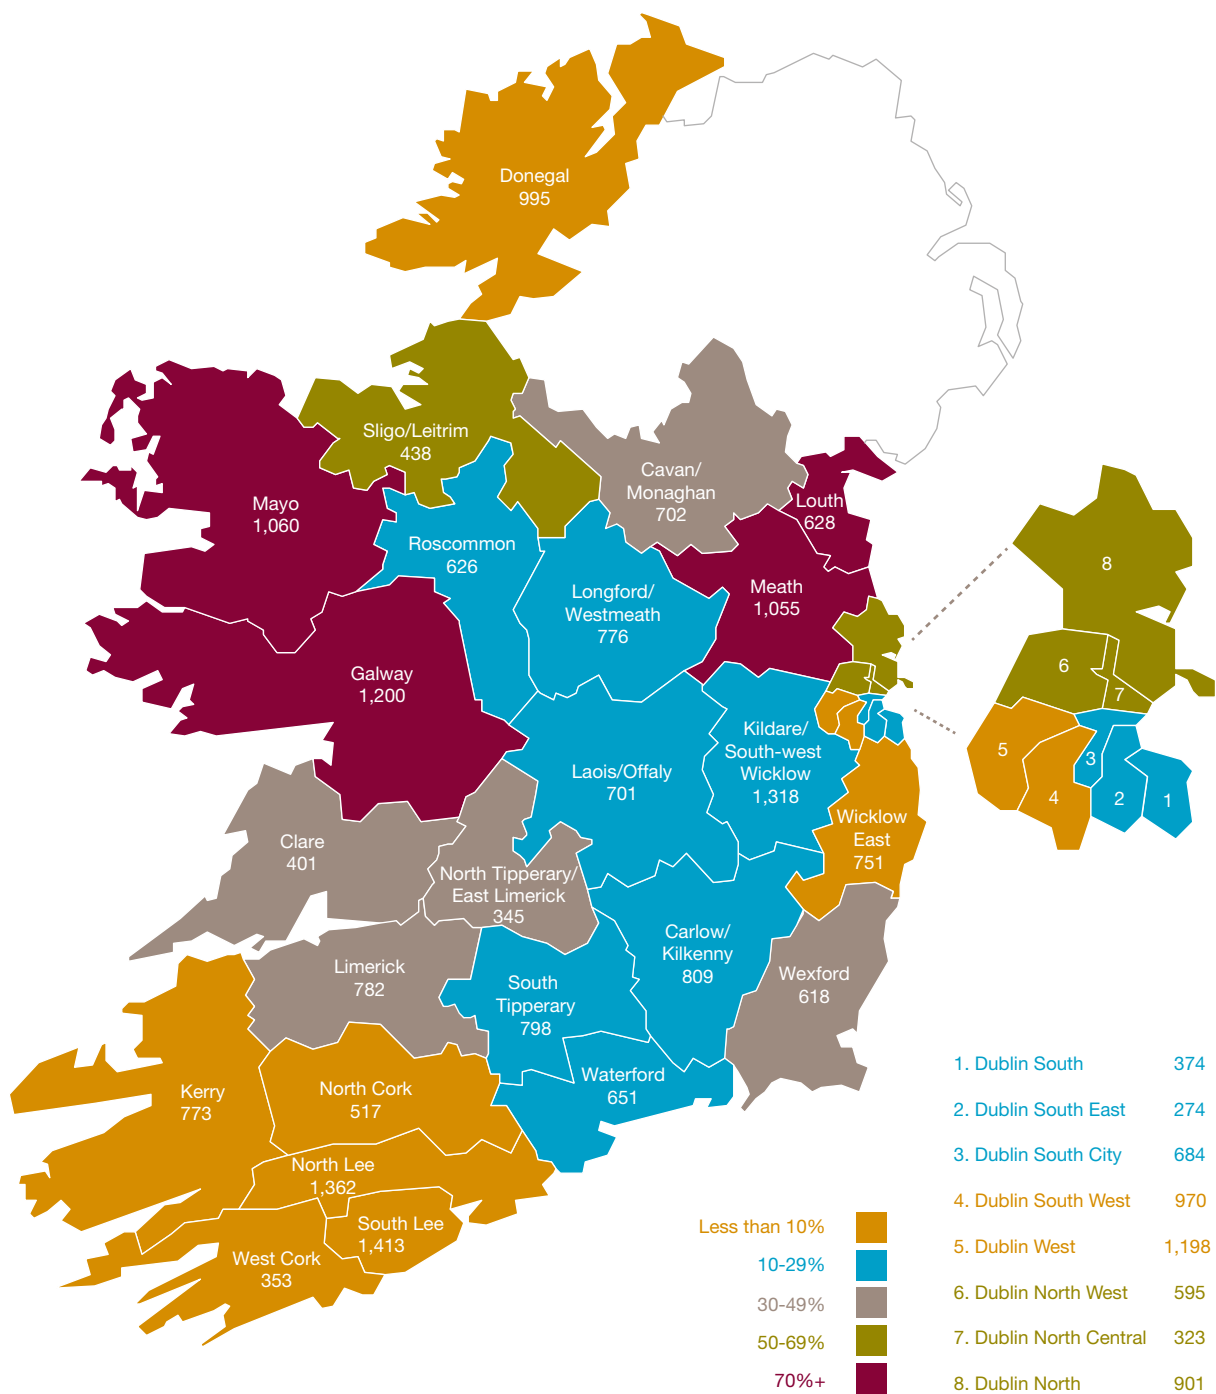 Donegal
995
Sligo/Leitrim
438
Cavan/
Monaghan
702
Louth
628
Mayo
1,060
Roscommon
626
Longford/
Westmeath
776
Meath
1,055
Galway
1,200
Kildare/
South-west
Wicklow
1,318
Laois/Offaly
701
Wicklow
East
751
Clare
401
North Tipperary/
East Limerick
345
Carlow/
Kilkenny
809
Limerick
782
South
Tipperary
798
Wexford
618
Kerry
773
North Cork
517
Waterford
651
North Lee
1,362
South Lee
1,413
West Cork
353
8
6
7
5
3
4
2
1
Less than 10%
10-29%
30-49%
50-69%
70%+
1. Dublin South 374
2. Dublin South East 274
3. Dublin South City 684
4. Dublin South West 970
5. Dublin West 1,198
6. Dublin North West 595
7. Dublin North Central 323
8. Dublin North 901